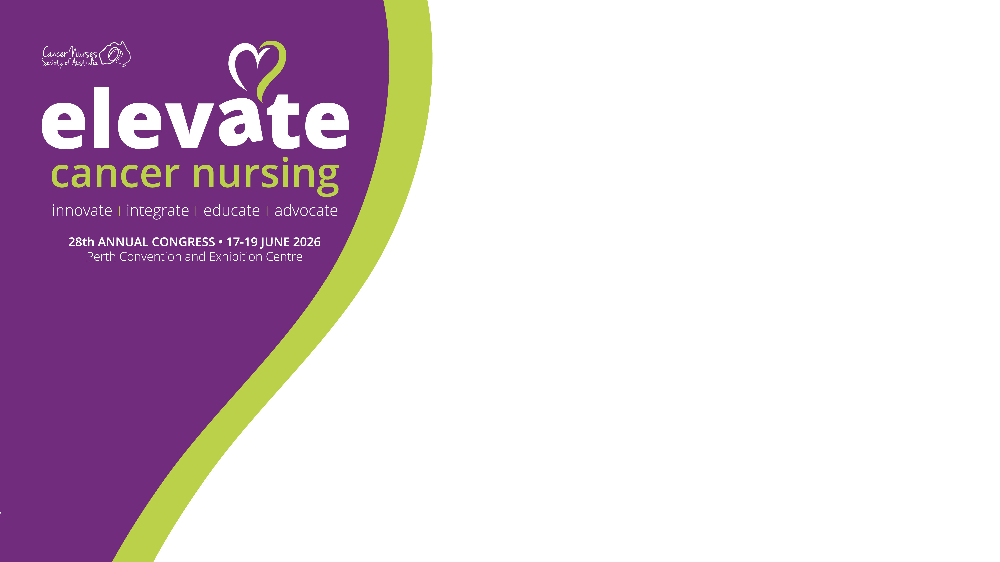 Cancer Nurses
Society of Australia
elevate
cancer nursing
innovate | integrate | educate | advocate
28th ANNUAL CONGRESS • 17-19 JUNE 2026
Perth Convention and Exhibition Centre